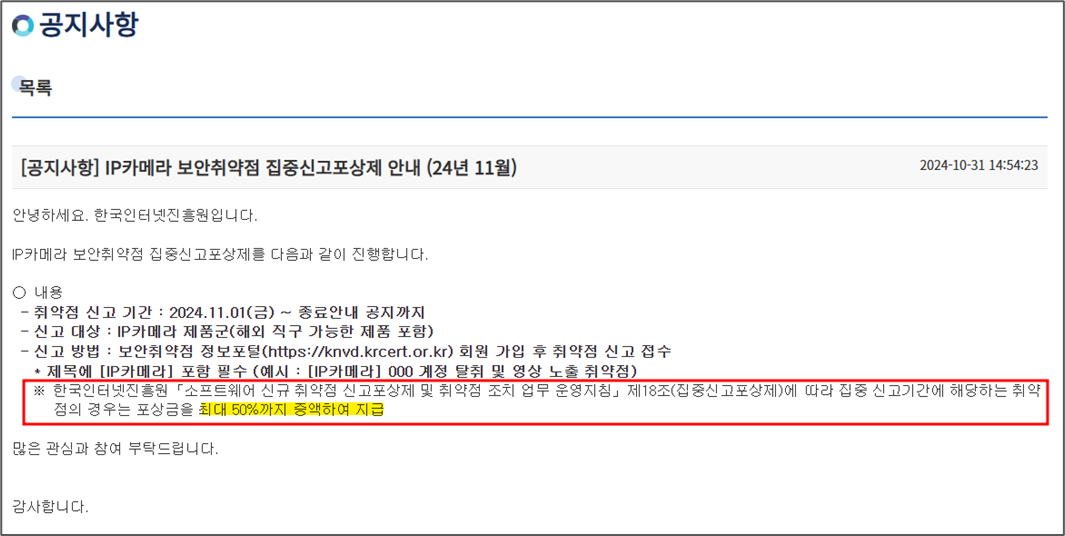 공지사항
목록
[공지사항] IP카메라 보안취약점 집중신고포상제 안내 (24년 11월) 2024-10-31 14:54:23
안녕하세요. 한국인터넷진흥원입니다.
IP카메라 보안취약점 집중신고포상제를 다음과 같이 진행합니다.
○ 내용
- 취약점 신고 기간 : 2024.11.01(금) ~ 종료안내 공지까지
- 신고 대상 : IP카메라 제품군(해외 직구 가능한 제품 포함)
- 신고 방법 : 보안취약점 정보포털(https://knvd.krcert.or.kr) 회원 가입 후 취약점 신고 접수
* 제목에 [IP카메라] 포함 필수 (예시 : [IP카메라] 000 계정 탈취 및 영상 노출 취약점)
※ 한국인터넷진흥원 「소프트웨어 신규 취약점 신고포상제 및 취약점 조치 업무 운영지침」 제18조(집중신고포상제)에 따라 집중 신고기간에 해당하는 취약
점의 경우는 포상금을 최대 50%까지 증액하여 지급
많은 관심과 참여 부탁드립니다.
감사합니다.